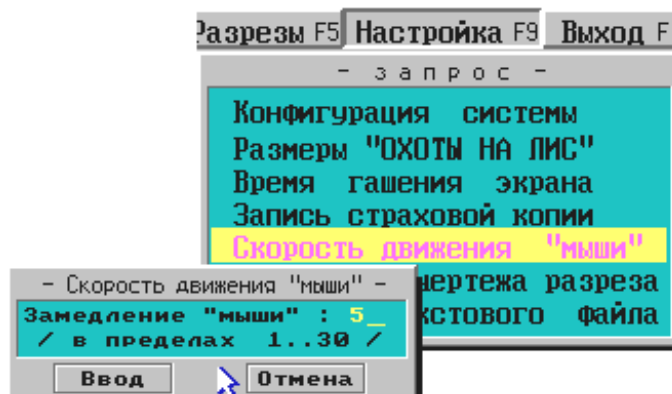 Разрезы F5 Настройка F9 Выход F
- запрос -
Конфигурация системы
Размеры "ОХОТЫ НА ЛИС"
Время гашения экрана
Запись страховой копии
Скорость движения "мыши"
чертежа разреза
файла
- Скорость движения "мыши" -
Замедление "мыши" : 5_
/ в пределах 1..30 /
Ввод Отмена